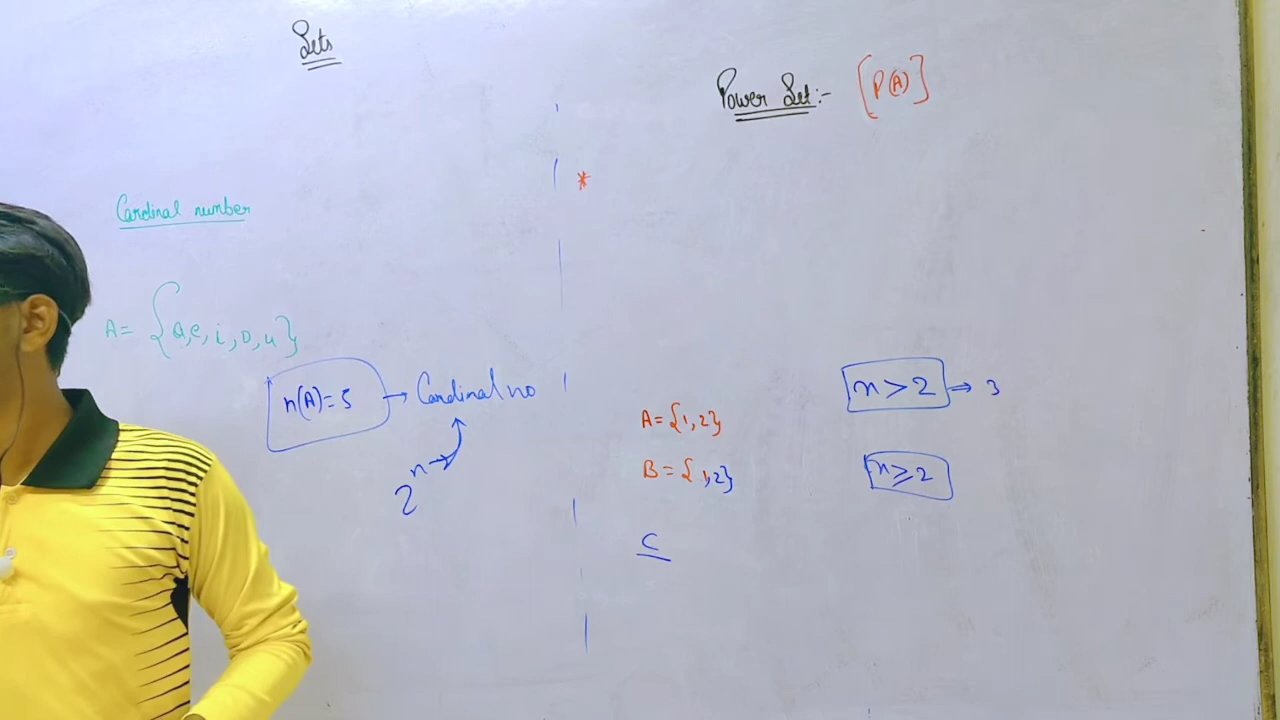 Sets
Power Set:- [P(A)]
*
Cardinal number
A = {a,e,i,o,u}
n(A)=5 → Cardinal no
2ⁿ →
n > 2 ⇒ 3
A = {1,2}
B = {1,2}
n ≥ 2
⊆